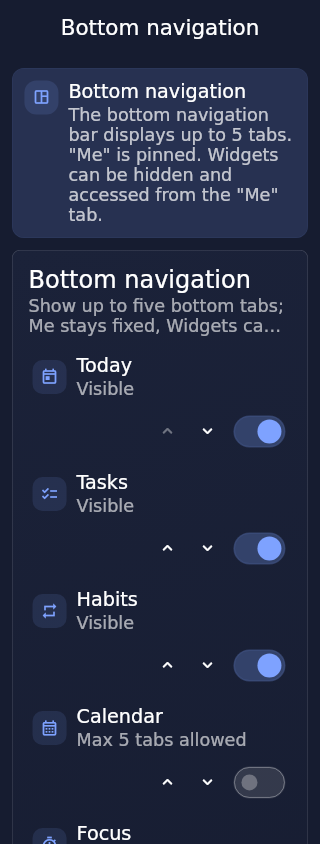 Bottom navigation
Bottom navigation
The bottom navigation
bar displays up to 5 tabs.
"Me" is pinned. Widgets
can be hidden and
accessed from the "Me"
tab.
Bottom navigation
Show up to five bottom tabs;
Me stays fixed, Widgets ca...
Today
Visible
Tasks
Visible
Habits
Visible
Calendar
Max 5 tabs allowed
Focus